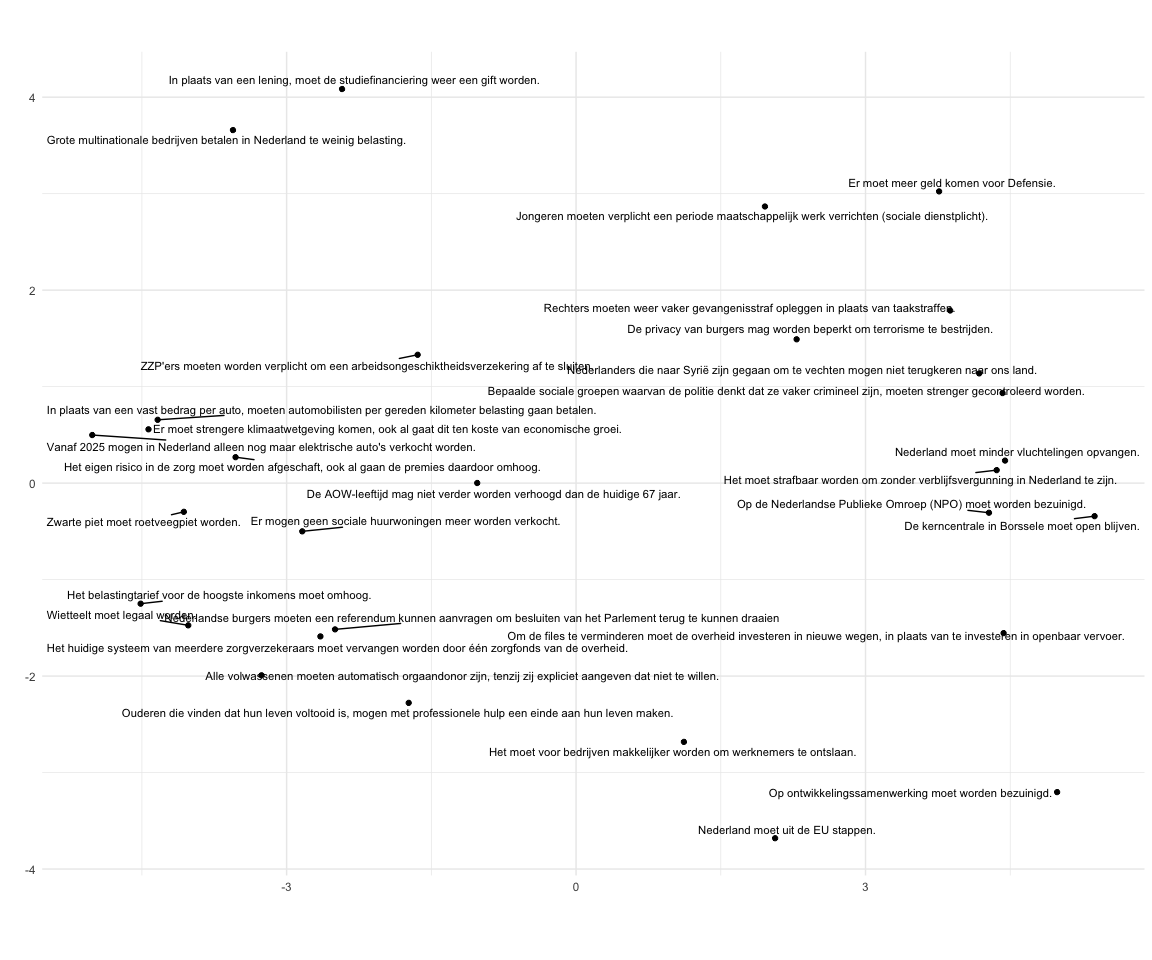 In plaats van een lening, moet de studiefinanciering weer een gift worden.
4
Grote multinationale bedrijven betalen in Nederland te weinig belasting.
Er moet meer geld komen voor Defensie.
Jongeren moeten verplicht een periode maatschappelijk werk verrichten (sociale dienstplicht).
2
Rechters moeten weer vaker gevangenisstraf opleggen in plaats van taakstraffen.
De privacy van burgers mag worden beperkt om terrorisme te bestrijden.
ZZP'ers moeten worden verplicht om een arbeidsongeschiktheidsverzekering af te sluiten.
Nederlanders die naar Syrië zijn gegaan om te vechten mogen niet terugkeren naar ons land.
Bepaalde sociale groepen waarvan de politie denkt dat ze vaker crimineel zijn, moeten strenger gecontroleerd worden.
In plaats van een vast bedrag per auto, moeten automobilisten per gereden kilometer belasting gaan betalen.
Er moet strengere klimaatwetgeving komen, ook al gaat dit ten koste van economische groei.
Vanaf 2025 mogen in Nederland alleen nog maar elektrische auto's verkocht worden.
Nederland moet minder vluchtelingen opvangen.
Het eigen risico in de zorg moet worden afgeschaft, ook al gaan de premies daardoor omhoog.
Het moet strafbaar worden om zonder verblijfsvergunning in Nederland te zijn.
0
De AOW-leeftijd mag niet verder worden verhoogd dan de huidige 67 jaar.
Op de Nederlandse Publieke Omroep (NPO) moet worden bezuinigd.
Zwarte piet moet roetveegpiet worden.
Er mogen geen sociale huurwoningen meer worden verkocht.
De kerncentrale in Borssele moet open blijven.
Het belastingtarief voor de hoogste inkomens moet omhoog.
Wietteelt moet legaal worden.
Nederlandse burgers moeten een referendum kunnen aanvragen om besluiten van het Parlement terug te kunnen draaien
Om de files te verminderen moet de overheid investeren in nieuwe wegen, in plaats van te investeren in openbaar vervoer.
Het huidige systeem van meerdere zorgverzekeraars moet vervangen worden door één zorgfonds van de overheid.
-2
Alle volwassenen moeten automatisch orgaandonor zijn, tenzij zij expliciet aangeven dat niet te willen.
Ouderen die vinden dat hun leven voltooid is, mogen met professionele hulp een einde aan hun leven maken.
Het moet voor bedrijven makkelijker worden om werknemers te ontslaan.
Op ontwikkelingssamenwerking moet worden bezuinigd.
Nederland moet uit de EU stappen.
-4
-3
0
3